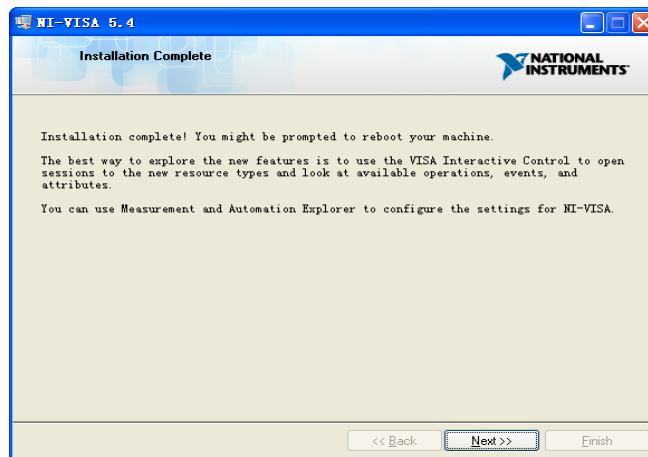 NI-VISA 5.4
Installation Complete
NATIONAL
INSTRUMENTS
Installation complete! You might be prompted to reboot your machine.
The best way to explore the new features is to use the VISA Interactive Control to open
sessions to the new resource types and look at available operations, events, and
attributes.
You can use Measurement and Automation Explorer to configure the settings for NI-VISA.
<< Back
Next >>
Finish